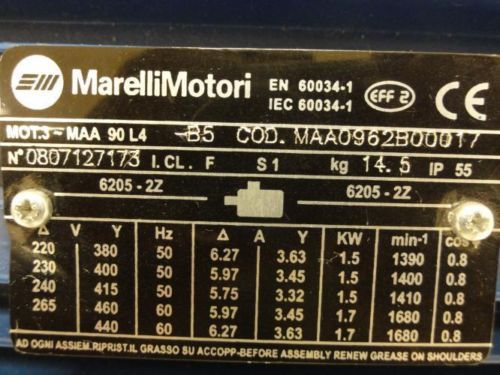 EM MarelliMotori EN 60034-1
IEC 60034-1 EFF 2 CE
MOT.3~ MAA 90 L4 B5 COD. MAA0962B00017
N° 0807127173 I.CL. F S1 kg 14.5 IP 55
6205-2Z 6205-2Z
Δ V Y Hz Δ A Y KW min-1 cos
220 380 50 6.27 3.63 1.5 1390 0.8
230 400 50 5.97 3.45 1.5 1400 0.8
240 415 50 5.75 3.32 1.5 1410 0.8
265 460 60 5.97 3.45 1.7 1680 0.8
440 60 6.27 3.63 1.7 1680 0.8
AD OGNI ASSIEM.RIPRIST.IL GRASSO SU ACCOPP-BEFORE ASSEMBLY RENEW GREASE ON SHOULDERS